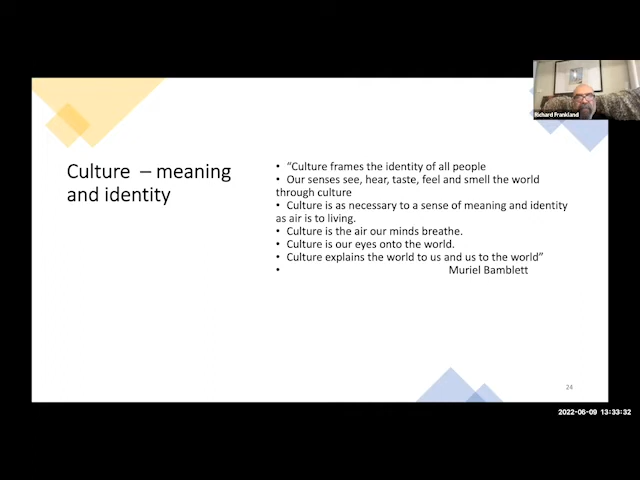 Richard Frankland
Culture – meaning
and identity
• “Culture frames the identity of all people
• Our senses see, hear, taste, feel and smell the world
through culture
• Culture is as necessary to a sense of meaning and identity
as air is to living.
• Culture is the air our minds breathe.
• Culture is our eyes onto the world.
• Culture explains the world to us and us to the world”
• Muriel Bamblett
24
2022-06-09 13:33:32